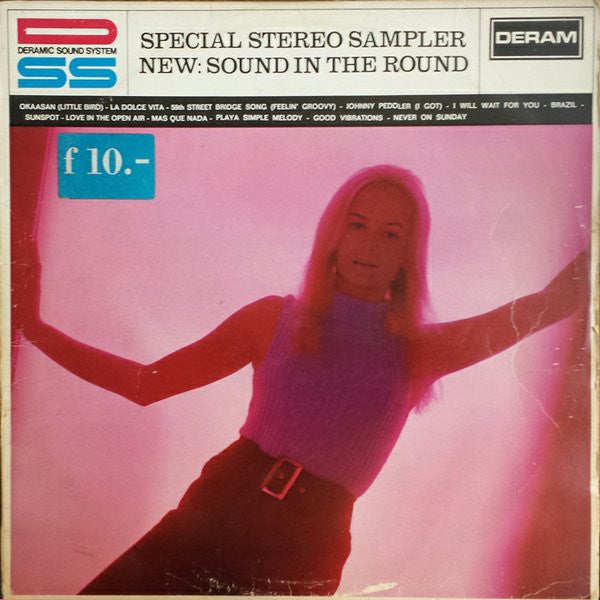 DSS
DERAMIC SOUND SYSTEM
SPECIAL STEREO SAMPLER
NEW: SOUND IN THE ROUND
DERAM
OKAASAN (LITTLE BIRD) - LA DOLCE VITA - 59th STREET BRIDGE SONG (FEELIN' GROOVY) - JOHNNY PEDDLER (I GOT) - I WILL WAIT FOR YOU - BRAZIL -
SUNSPOT - LOVE IN THE OPEN AIR - MAS QUE NADA - PLAYA SIMPLE MELODY - GOOD VIBRATIONS - NEVER ON SUNDAY
f 10.-